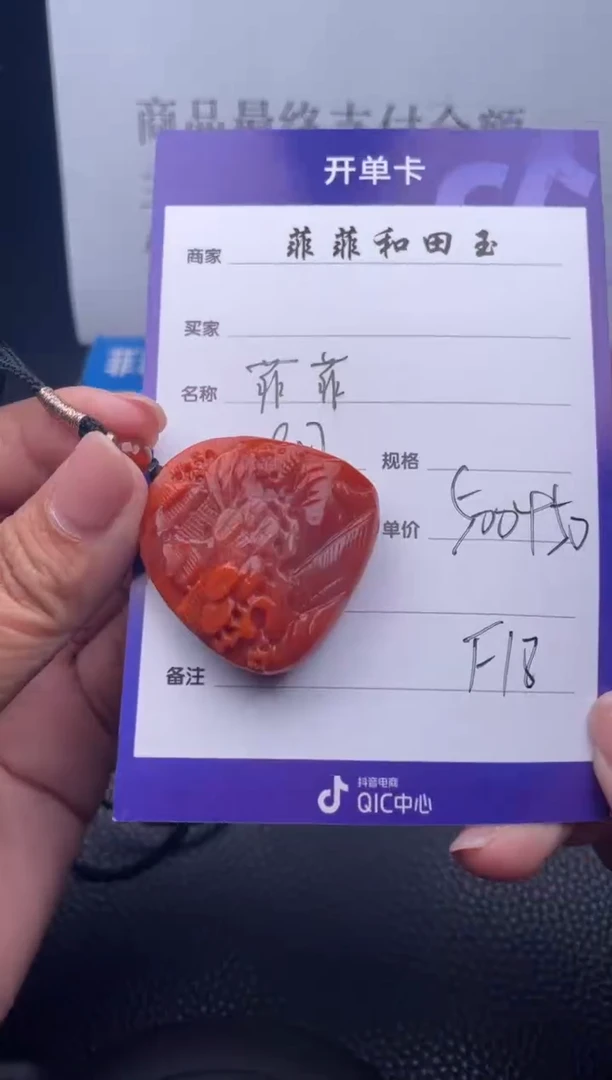 商品最终支付金额
开单卡
商家 菲菲和田玉
买家
名称 菲菲
规格
单价
备注 F18
抖音电商
QIC中心
菲